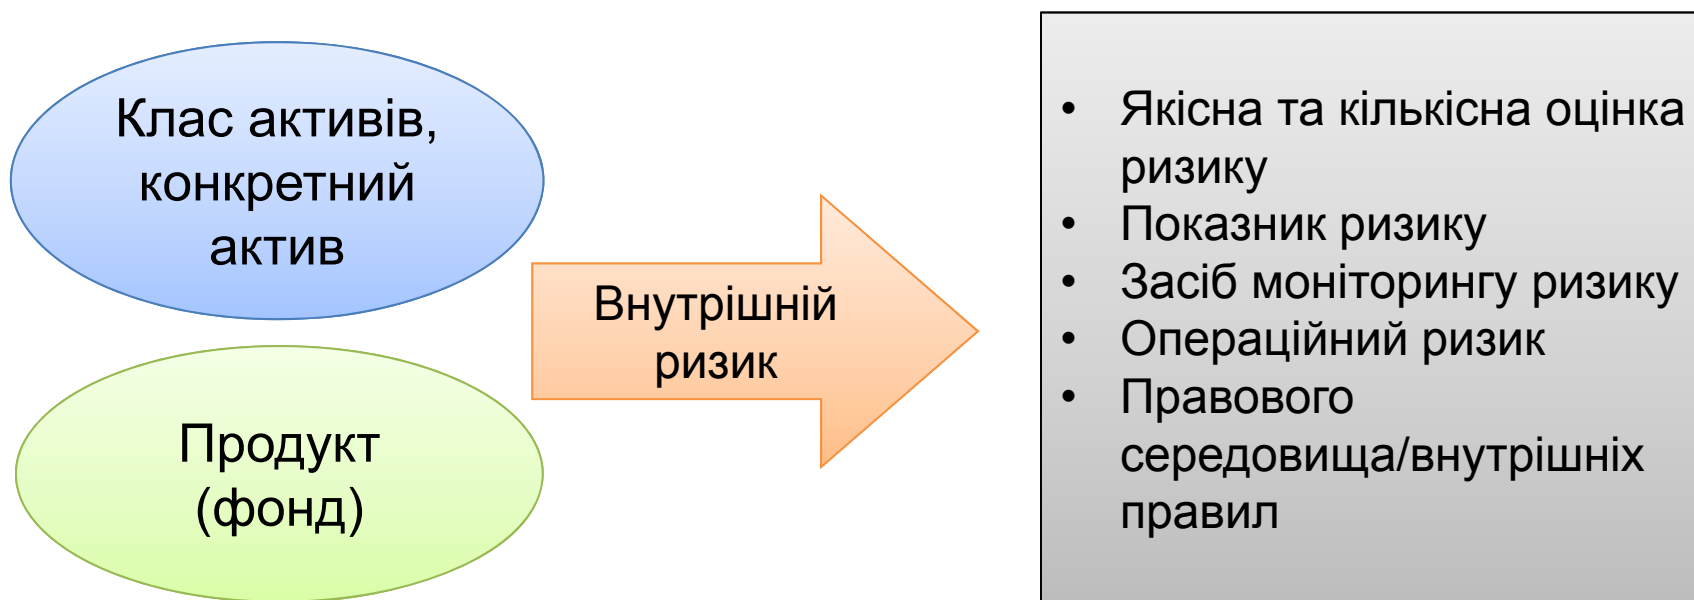 Клас активів,
конкретний
актив
Продукт
(фонд)
Внутрішній
ризик
• Якісна та кількісна оцінка
ризику
• Показник ризику
• Засіб моніторингу ризику
• Операційний ризик
• Правового
середовища/внутрішніх
правил